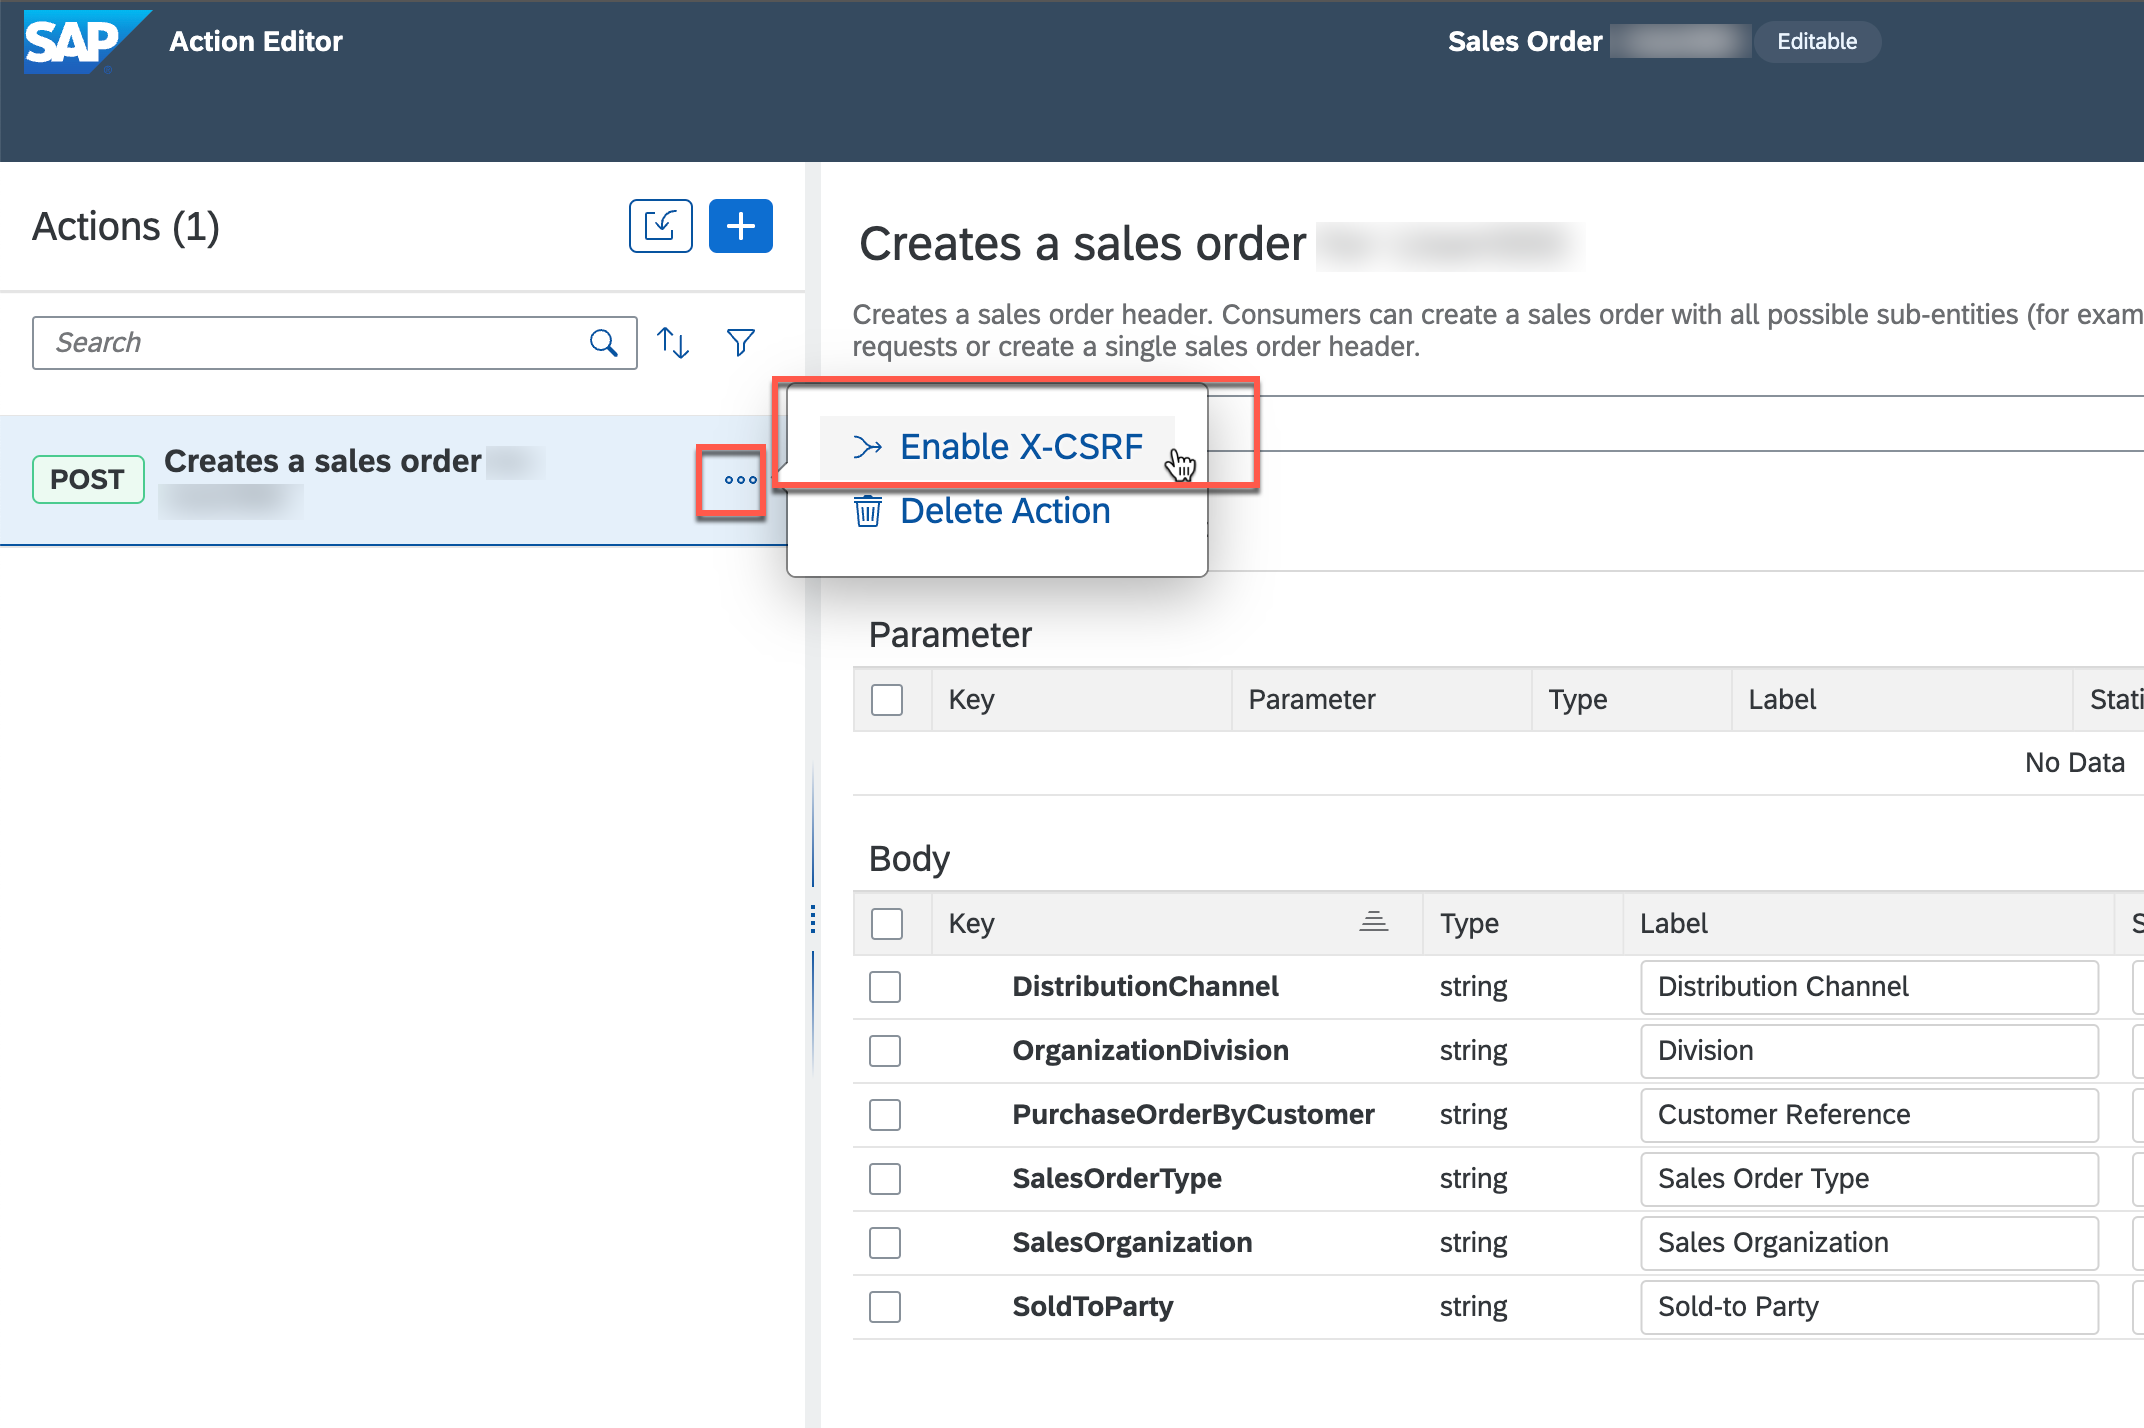 SAP
Action Editor
Sales Order
Editable
Actions (1)
Search
POST
Creates a sales order
Enable X-CSRF
Delete Action
Creates a sales order
Creates a sales order header. Consumers can create a sales order with all possible sub-entities (for exam
requests or create a single sales order header.
Parameter
Key Parameter Type Label Stati
No Data
Body
Key Type Label S
DistributionChannel string Distribution Channel
OrganizationDivision string Division
PurchaseOrderByCustomer string Customer Reference
SalesOrderType string Sales Order Type
SalesOrganization string Sales Organization
SoldToParty string Sold-to Party